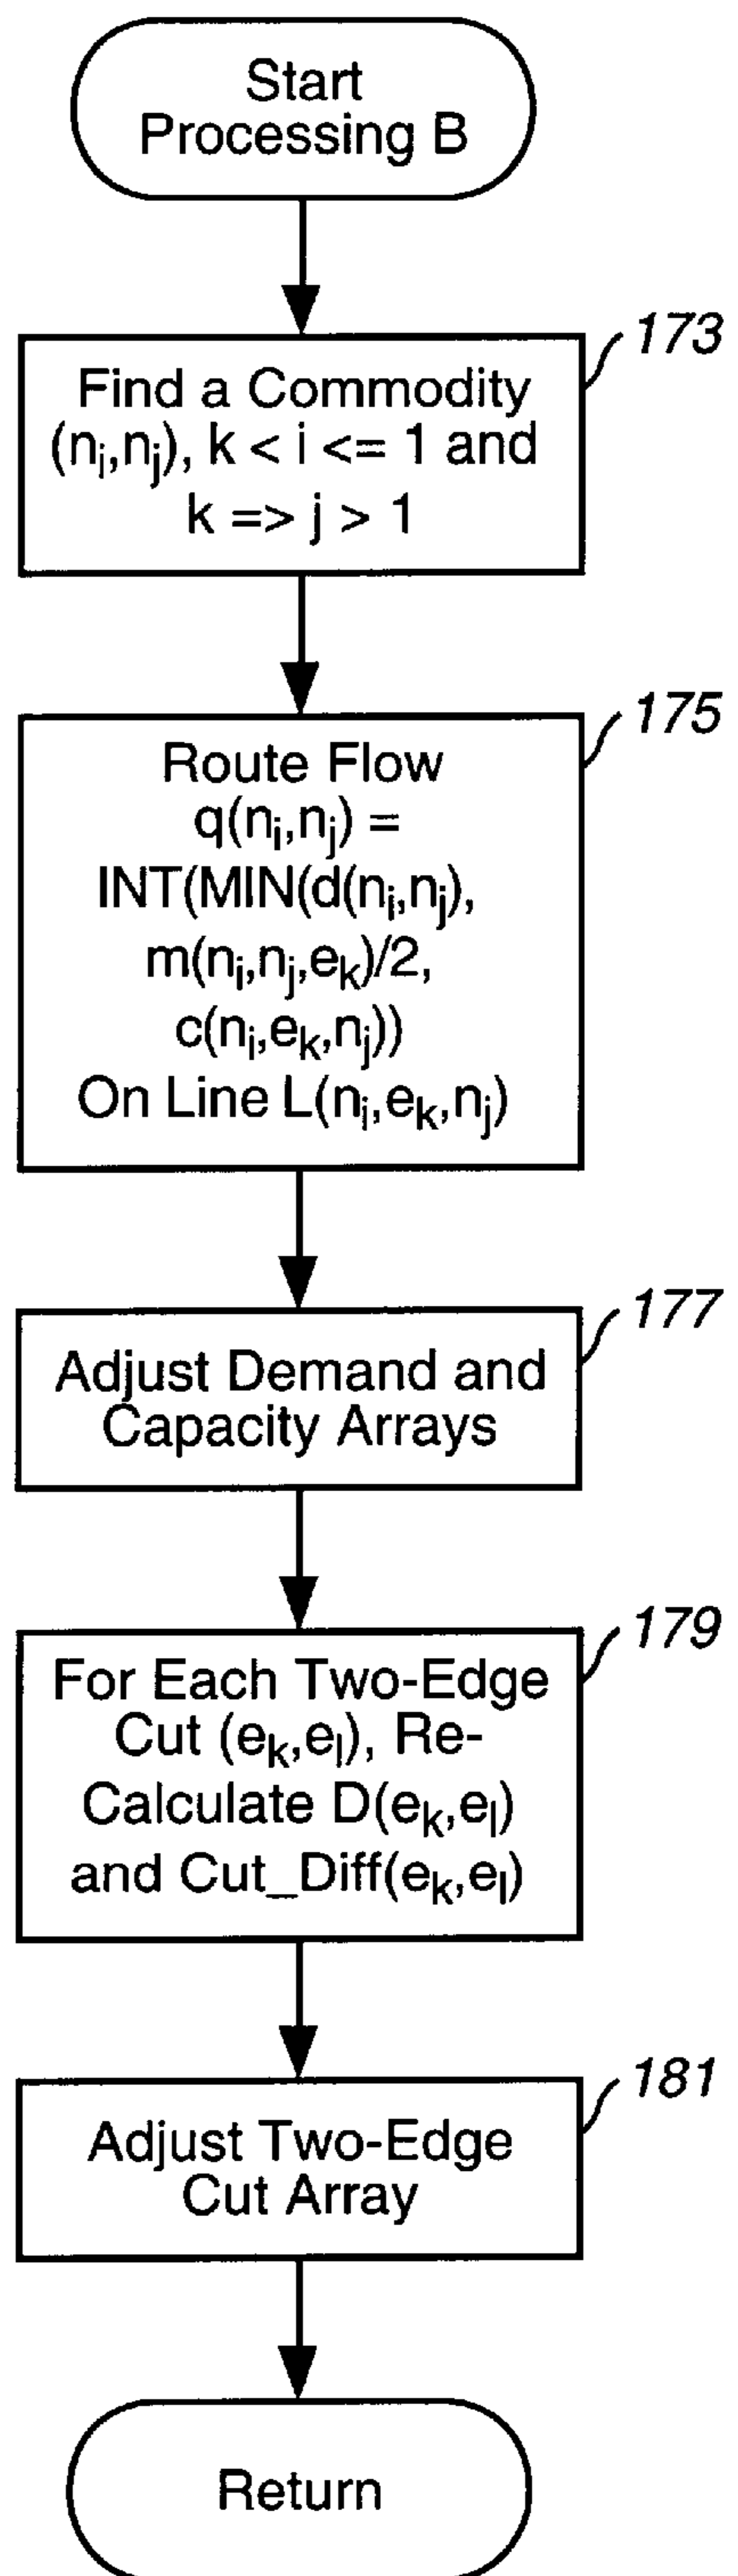 Start
Processing B
173
Find a Commodity
(nᵢ,nⱼ), k < i <= 1 and
k => j > 1
175
Route Flow
q(nᵢ,nⱼ) =
INT(MIN(d(nᵢ,nⱼ),
m(nᵢ,nⱼ,eₖ)/2,
c(nᵢ,eₖ,nⱼ))
On Line L(nᵢ,eₖ,nⱼ)
177
Adjust Demand and
Capacity Arrays
179
For Each Two-Edge
Cut (eₖ,eₗ), Re-
Calculate D(eₖ,eₗ)
and Cut_Diff(eₖ,eₗ)
181
Adjust Two-Edge
Cut Array
Return